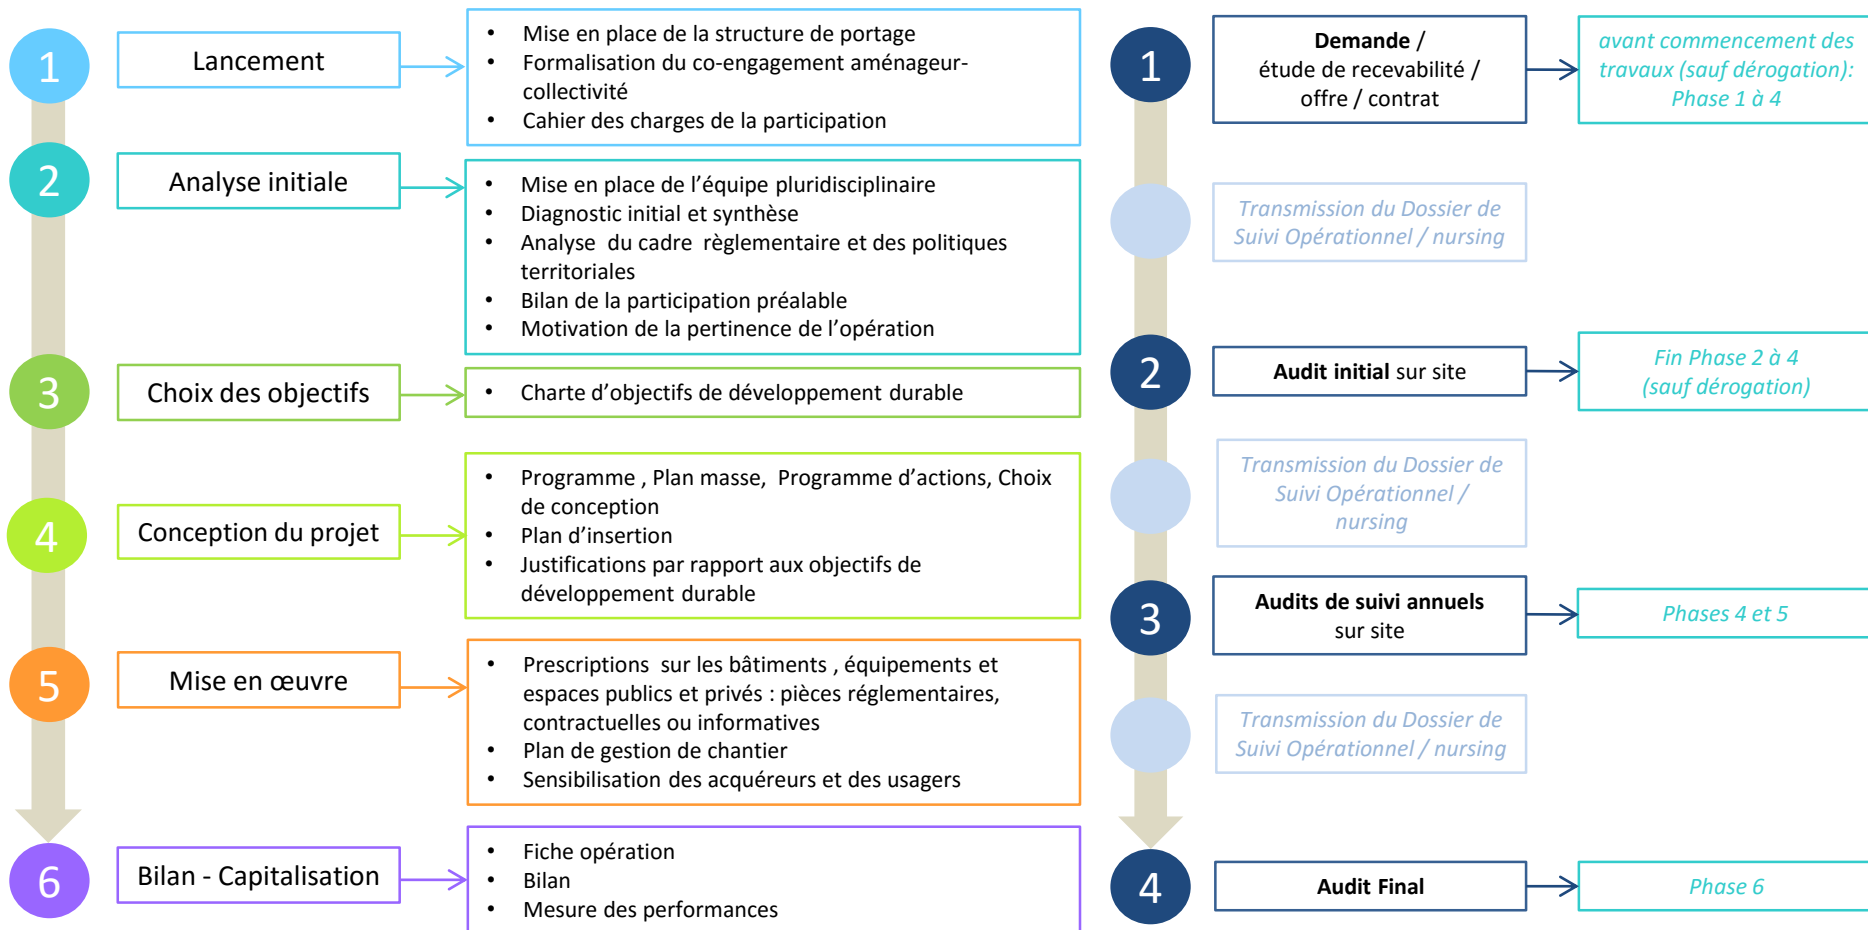 1
Lancement
• Mise en place de la structure de portage
• Formalisation du co-engagement aménageur-
collectivité
• Cahier des charges de la participation
2
Analyse initiale
• Mise en place de l’équipe pluridisciplinaire
• Diagnostic initial et synthèse
• Analyse du cadre règlementaire et des politiques
territoriales
• Bilan de la participation préalable
• Motivation de la pertinence de l’opération
3
Choix des objectifs
• Charte d’objectifs de développement durable
4
Conception du projet
• Programme , Plan masse, Programme d’actions, Choix
de conception
• Plan d’insertion
• Justifications par rapport aux objectifs de
développement durable
5
Mise en œuvre
• Prescriptions sur les bâtiments , équipements et
espaces publics et privés : pièces réglementaires,
contractuelles ou informatives
• Plan de gestion de chantier
• Sensibilisation des acquéreurs et des usagers
6
Bilan - Capitalisation
• Fiche opération
• Bilan
• Mesure des performances
1
Demande /
étude de recevabilité /
offre / contrat
avant commencement des
travaux (sauf dérogation):
Phase 1 à 4
Transmission du Dossier de
Suivi Opérationnel / nursing
2
Audit initial sur site
Fin Phase 2 à 4
(sauf dérogation)
Transmission du Dossier de
Suivi Opérationnel /
nursing
3
Audits de suivi annuels
sur site
Phases 4 et 5
Transmission du Dossier de
Suivi Opérationnel / nursing
4
Audit Final
Phase 6